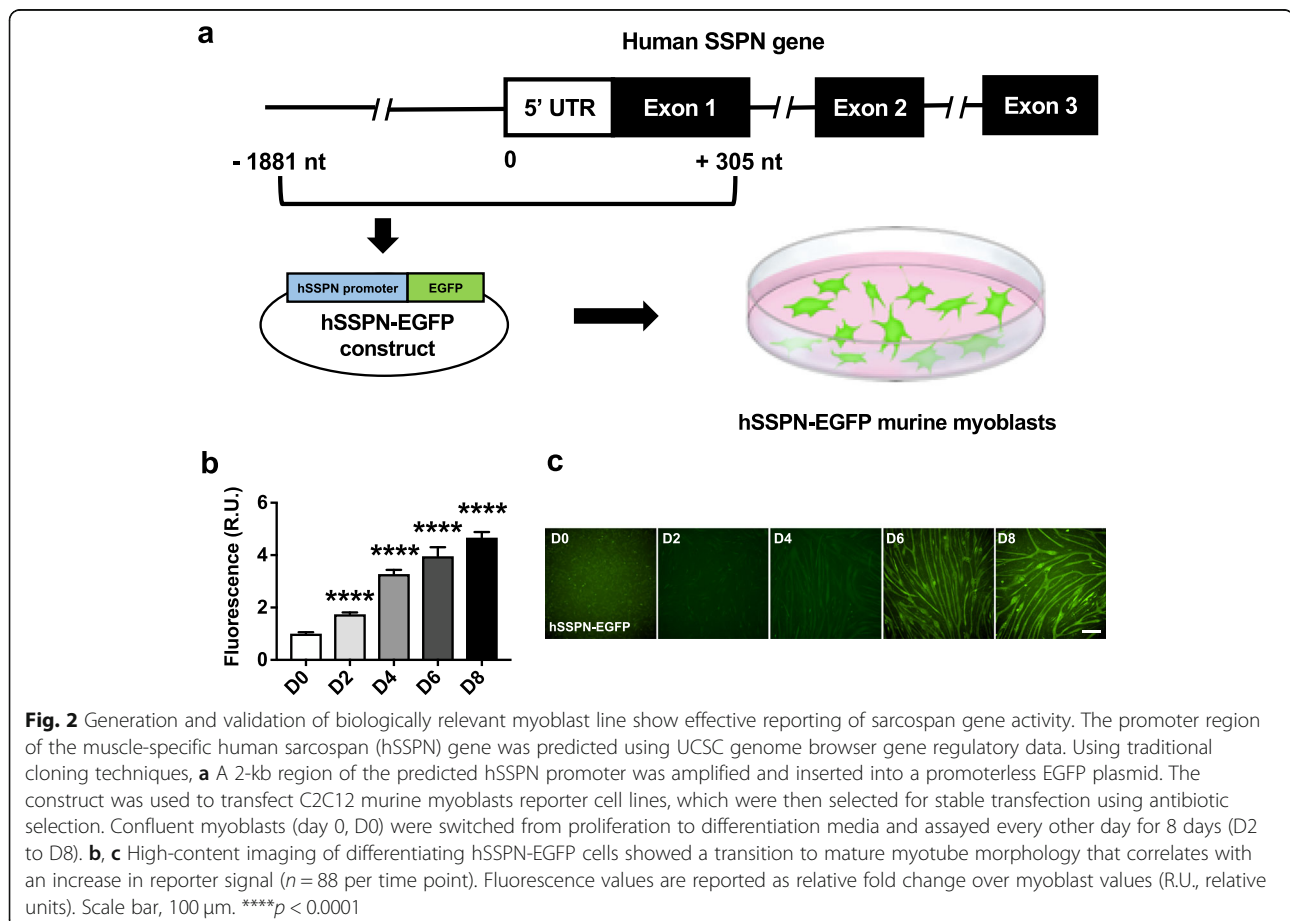 a
Human SSPN gene
5' UTR Exon 1 Exon 2 Exon 3
- 1881 nt 0 + 305 nt
hSSPN promoter EGFP
hSSPN-EGFP
construct
hSSPN-EGFP murine myoblasts
b
Fluorescence (R.U.)
6
4
2
0
****
****
****
****
D0 D2 D4 D6 D8
c
D0 D2 D4 D6 D8
hSSPN-EGFP
Fig. 2 Generation and validation of biologically relevant myoblast line show effective reporting of sarcospan gene activity. The promoter region
of the muscle-specific human sarcospan (hSSPN) gene was predicted using UCSC genome browser gene regulatory data. Using traditional
cloning techniques, a A 2-kb region of the predicted hSSPN promoter was amplified and inserted into a promoterless EGFP plasmid. The
construct was used to transfect C2C12 murine myoblasts reporter cell lines, which were then selected for stable transfection using antibiotic
selection. Confluent myoblasts (day 0, D0) were switched from proliferation to differentiation media and assayed every other day for 8 days (D2
to D8). b, c High-content imaging of differentiating hSSPN-EGFP cells showed a transition to mature myotube morphology that correlates with
an increase in reporter signal (n = 88 per time point). Fluorescence values are reported as relative fold change over myoblast values (R.U., relative
units). Scale bar, 100 μm. ****p < 0.0001